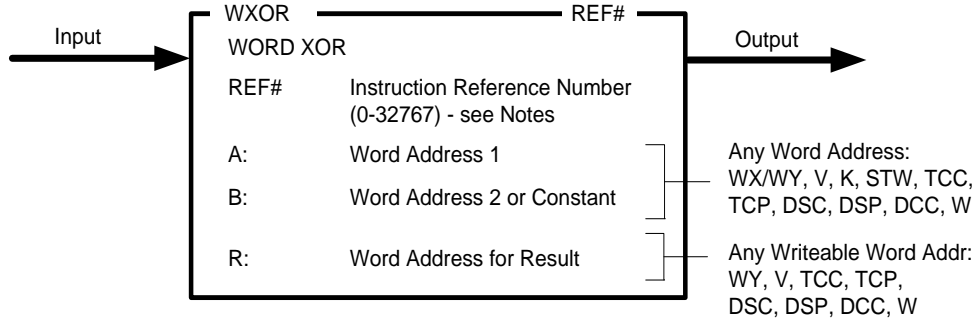 WXOR REF#
Input
WORD XOR
Output
REF# Instruction Reference Number
(0-32767) - see Notes
A: Word Address 1
B: Word Address 2 or Constant
Any Word Address:
WX/WY, V, K, STW, TCC,
TCP, DSC, DSP, DCC, W
R: Word Address for Result
Any Writeable Word Addr:
WY, V, TCC, TCP,
DSC, DSP, DCC, W